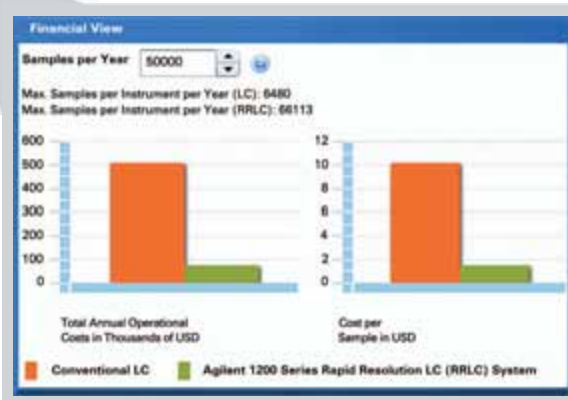 Financial View
Samples per Year 50000
Max. Samples per Instrument per Year (LC): 6480
Max. Samples per Instrument per Year (RRLC): 66113
600
500
400
300
200
100
0
12
10
8
6
4
2
0
Total Annual Operational
Costs in Thousands of USD
Cost per
Sample in USD
Conventional LC
Agilent 1200 Series Rapid Resolution LC (RRLC) System